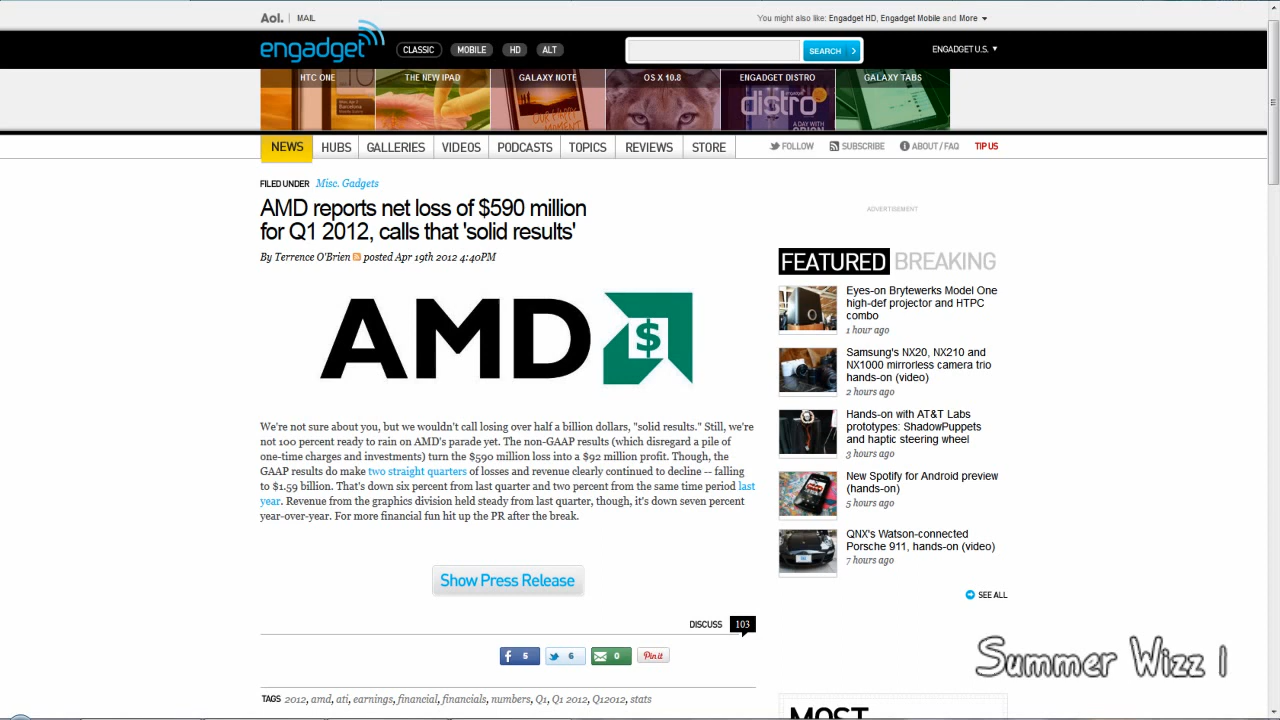 Aol. | MAIL
You might also like: Engadget HD, Engadget Mobile and More
engadget
CLASSIC MOBILE HD ALT
SEARCH
ENGADGET U.S.
HTC ONE THE NEW IPAD GALAXY NOTE OS X 10.8 ENGADGET DISTRO GALAXY TABS
distro
A DAY WITH
NEWS HUBS GALLERIES VIDEOS PODCASTS TOPICS REVIEWS STORE
FOLLOW SUBSCRIBE ABOUT / FAQ TIP US
FILED UNDER Misc. Gadgets
AMD reports net loss of $590 million
for Q1 2012, calls that 'solid results'
By Terrence O'Brien posted Apr 19th 2012 4:40PM
AMD $
We're not sure about you, but we wouldn't call losing over half a billion dollars, "solid results." Still, we're
not 100 percent ready to rain on AMD's parade yet. The non-GAAP results (which disregard a pile of
one-time charges and investments) turn the $590 million loss into a $92 million profit. Though, the
GAAP results do make two straight quarters of losses and revenue clearly continued to decline -- falling
to $1.59 billion. That's down six percent from last quarter and two percent from the same time period last
year. Revenue from the graphics division held steady from last quarter, though, it's down seven percent
year-over-year. For more financial fun hit up the PR after the break.
Show Press Release
DISCUSS 103
5 6 0 Pin it
TAGS 2012, amd, ati, earnings, financial, financials, numbers, Q1, Q1 2012, Q12012, stats
ADVERTISEMENT
FEATURED BREAKING
Eyes-on Brytewerks Model One
high-def projector and HTPC
combo
1 hour ago
Samsung's NX20, NX210 and
NX1000 mirrorless camera trio
hands-on (video)
2 hours ago
Hands-on with AT&T Labs
prototypes: ShadowPuppets
and haptic steering wheel
3 hours ago
New Spotify for Android preview
(hands-on)
5 hours ago
QNX's Watson-connected
Porsche 911, hands-on (video)
7 hours ago
SEE ALL
Summer Wizz 1
MOST